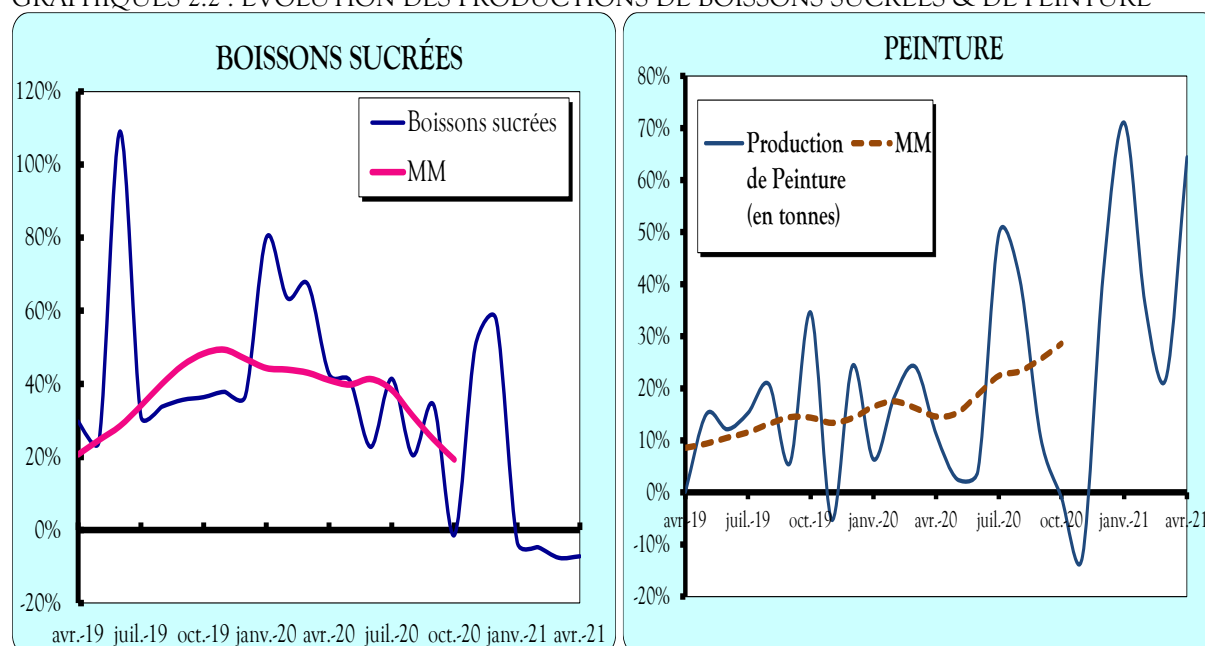 GRAPHIQUES 2.2 : ÉVOLUTION DES PRODUCTIONS DE BOISSONS SUCRÉES & DE PEINTURE
BOISSONS SUCRÉES
120%
100%
80%
60%
40%
20%
0%
-20%
Boissons sucrées
MM
avr.-19 juil.-19 oct.-19 janv.-20 avr.-20 juil.-20 oct.-20 janv.-21 avr.-21
PEINTURE
80%
70%
60%
50%
40%
30%
20%
10%
0%
-10%
-20%
Production
de Peinture
(en tonnes)
MM
avr.-19 juil.-19 oct.-19 janv.-20 avr.-20 juil.-20 oct.-20 janv.-21 avr.-21